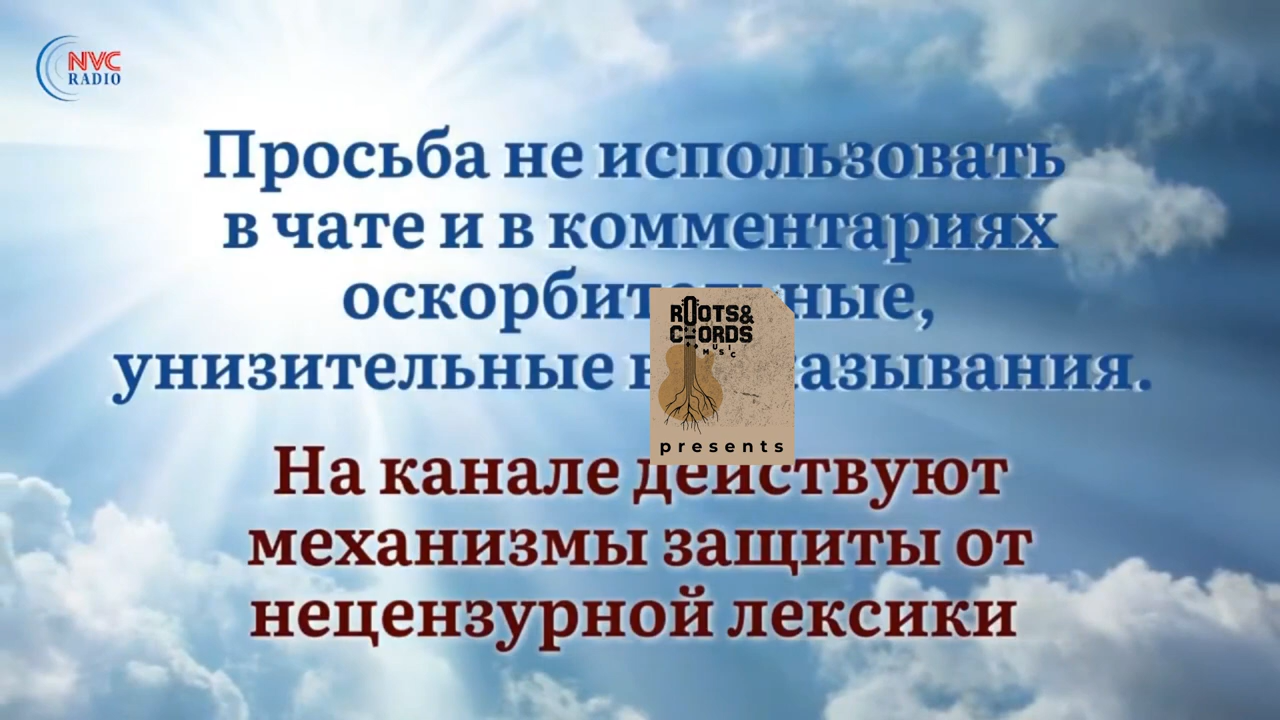 NVC
RADIO
Просьба не использовать
в чате и в комментариях
ROOTS&
CHORDS
MUSIC
presents
унизительные
На канале действуют
механизмы защиты от
нецензурной лексики